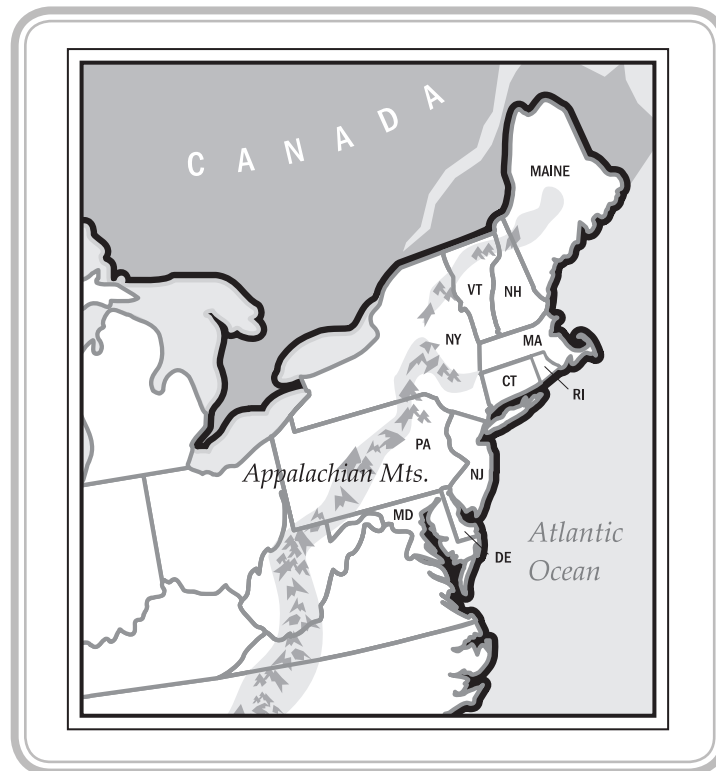 CANADA
MAINE
VT
NH
NY
MA
CT
RI
PA
Appalachian Mts.
NJ
MD
Atlantic
Ocean
DE